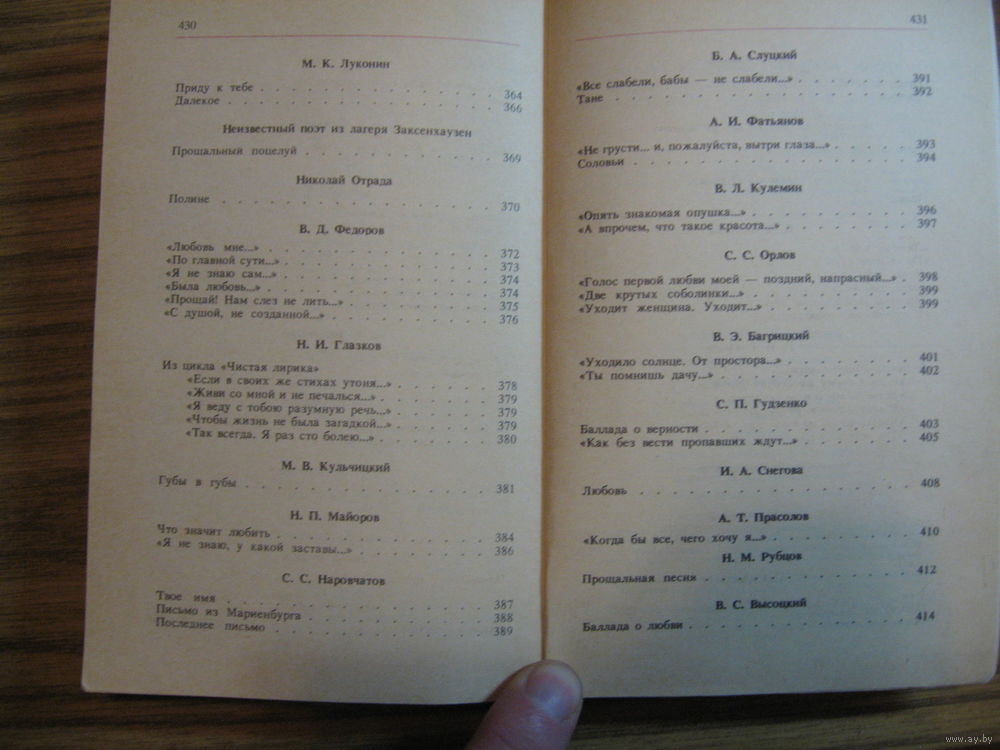 430
М. К. Луконин
Приду к тебе . . . . . . . . . . . . . . 364
Далекое . . . . . . . . . . . . . . . . 366
Неизвестный поэт из лагеря Заксенхаузен
Прощальный поцелуй . . . . . . . . . . . 369
Николай Отрада
Полине . . . . . . . . . . . . . . . . 370
В. Д. Федоров
«Любовь мне...» . . . . . . . . . . . . . 372
«По главной сути...» . . . . . . . . . . . 373
«Я не знаю сам...» . . . . . . . . . . . . 374
«Была любовь...» . . . . . . . . . . . . 374
«Прощай! Нам слез не лить...» . . . . . . . . 375
«С душой, не созданной...» . . . . . . . . . 376
Н. И. Глазков
Из цикла «Чистая лирика»
«Если в своих же стихах утоня...» . . . . . . 378
«Живи со мной и не печалься...» . . . . . . 379
«Я веду с тобою разумную речь...» . . . . . . 379
«Чтобы жизнь не была загадкой...» . . . . . . 379
«Так всегда. Я раз сто болею...» . . . . . . . 380
М. В. Кульчицкий
Губы в губы . . . . . . . . . . . . . . 381
Н. П. Майоров
Что значит любить . . . . . . . . . . . . 384
«Я не знаю, у какой заставы...» . . . . . . . 386
С. С. Наровчатов
Твое имя . . . . . . . . . . . . . . . 387
Письмо из Мариенбурга . . . . . . . . . . 388
Последнее письмо . . . . . . . . . . . . 389
431
Б. А. Слуцкий
«Все слабели, бабы — не слабели...» . . . . . . 391
Тане . . . . . . . . . . . . . . . . . 392
А. И. Фатьянов
«Не грусти... и, пожалуйста, вытри глаза...» . . . . 393
Соловьи . . . . . . . . . . . . . . . . 394
В. Л. Кулемин
«Опять знакомая опушка...» . . . . . . . . . 396
«А впрочем, что такое красота...» . . . . . . . 397
С. С. Орлов
«Голос первой любви моей — поздний, напрасный...» . 398
«Две крутых соболинки...» . . . . . . . . . 399
«Уходит женщина. Уходит...» . . . . . . . . 399
В. Э. Багрицкий
«Уходило солнце. От простора...» . . . . . . . 401
«Ты помнишь дачу...» . . . . . . . . . . . 402
С. П. Гудзенко
Баллада о верности . . . . . . . . . . . . 403
«Как без вести пропавших ждут...» . . . . . . 405
И. А. Снегова
Любовь . . . . . . . . . . . . . . . . 408
А. Т. Прасолов
«Когда бы все, чего хочу я...» . . . . . . . . 410
Н. М. Рубцов
Прощальная песня . . . . . . . . . . . . 412
В. С. Высоцкий
Баллада о любви . . . . . . . . . . . . . 414
www.ay.by